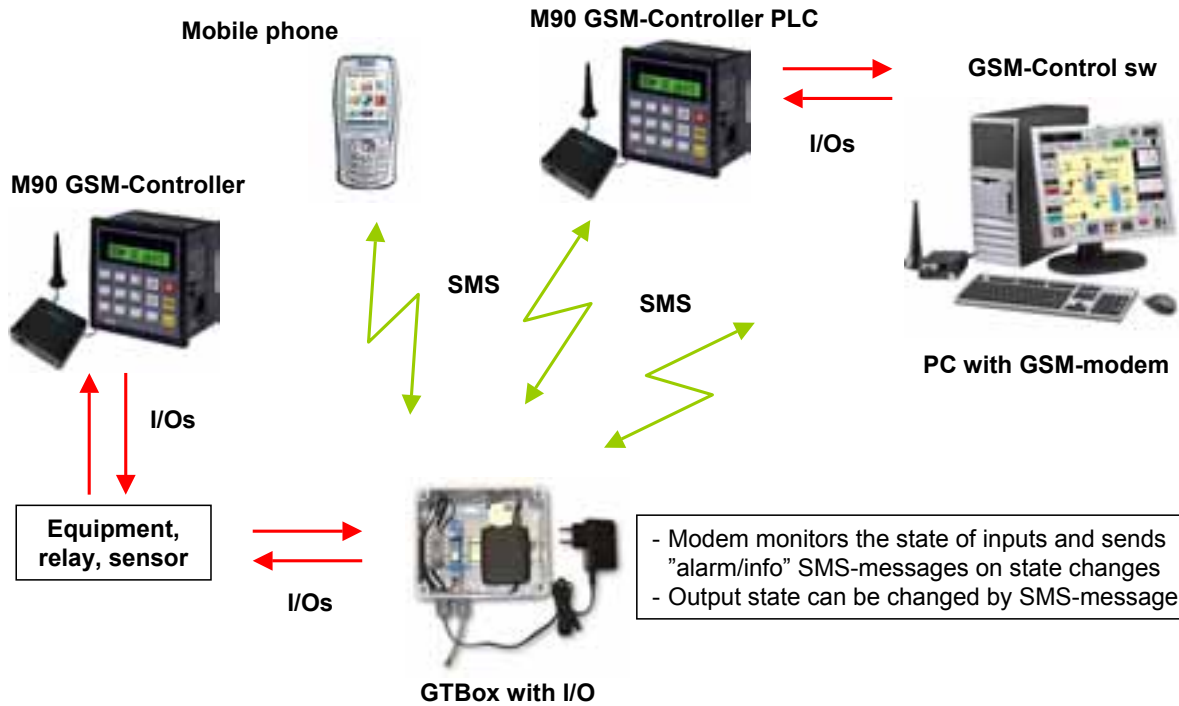 M90 GSM-Controller PLC
Mobile phone
GSM-Control sw
I/Os
M90 GSM-Controller
SMS
SMS
PC with GSM-modem
I/Os
Equipment,
relay, sensor
I/Os
- Modem monitors the state of inputs and sends
”alarm/info” SMS-messages on state changes
- Output state can be changed by SMS-message
GTBox with I/O